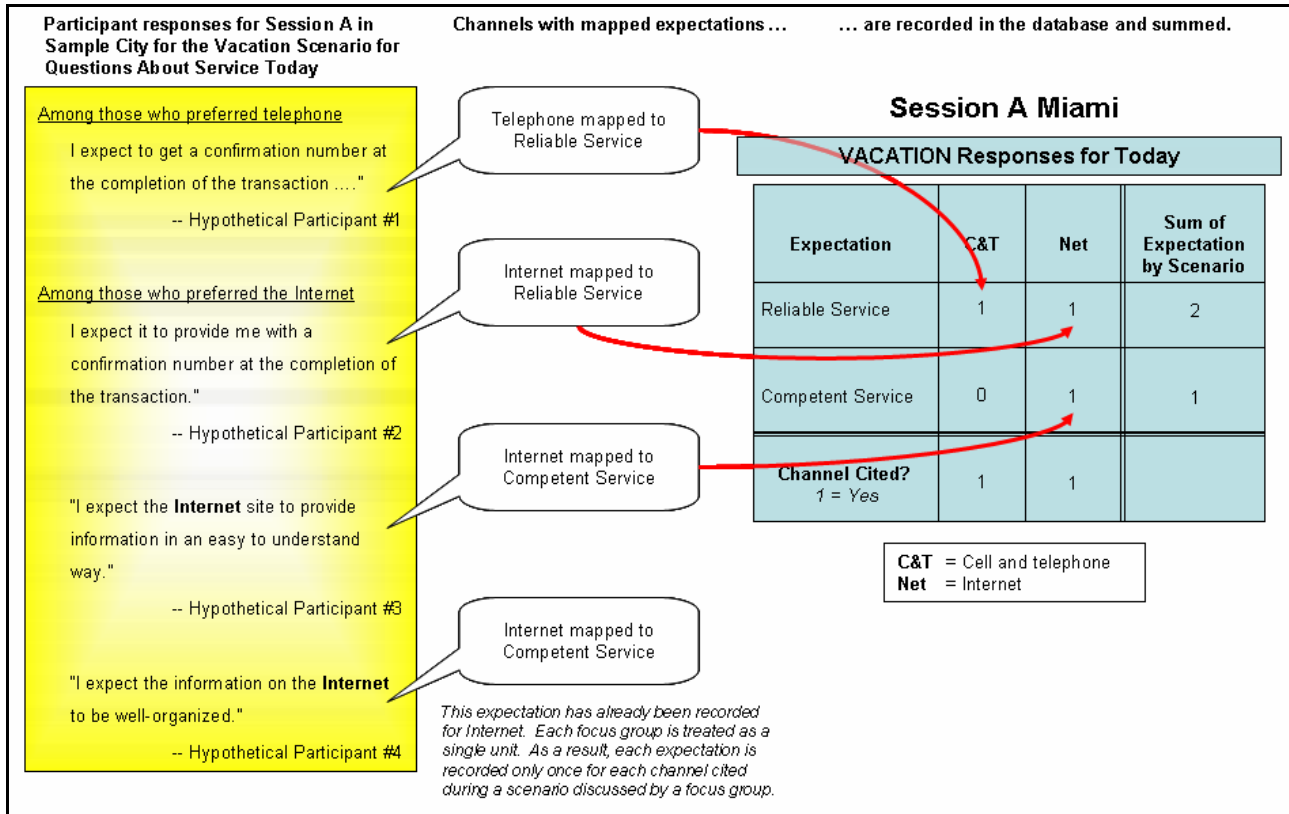 Participant responses for Session A in
Sample City for the Vacation Scenario for
Questions About Service Today
Channels with mapped expectations ...
... are recorded in the database and summed.
Among those who preferred telephone
I expect to get a confirmation number at
the completion of the transaction ...."
-- Hypothetical Participant #1
Among those who preferred the Internet
I expect it to provide me with a
confirmation number at the completion of
the transaction."
-- Hypothetical Participant #2
"I expect the Internet site to provide
information in an easy to understand
way."
-- Hypothetical Participant #3
"I expect the information on the Internet
to be well-organized."
-- Hypothetical Participant #4
Telephone mapped to
Reliable Service
Internet mapped to
Reliable Service
Internet mapped to
Competent Service
Internet mapped to
Competent Service
This expectation has already been recorded
for Internet. Each focus group is treated as a
single unit. As a result, each expectation is
recorded only once for each channel cited
during a scenario discussed by a focus group.
Session A Miami
VACATION Responses for Today
Expectation C&T Net Sum of
Expectation
by Scenario
Reliable Service 1 1 2
Competent Service 0 1 1
Channel Cited? 1 1
1 = Yes
C&T = Cell and telephone
Net = Internet